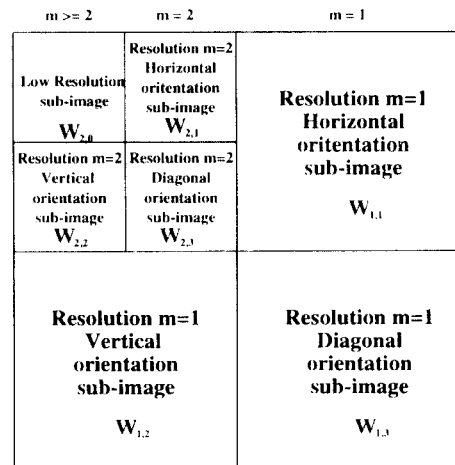 m >= 2 m = 2 m = 1
Low Resolution
sub-image
W2,0
Resolution m=2
Horizontal
oritentation
sub-image
W2,1
Resolution m=1
Horizontal
oritentation
sub-image
W1,1
Resolution m=2
Vertical
orientation
sub-image
W2,2
Resolution m=2
Diagonal
orientation
sub-image
W2,3
Resolution m=1
Vertical
orientation
sub-image
W1,2
Resolution m=1
Diagonal
orientation
sub-image
W1,3